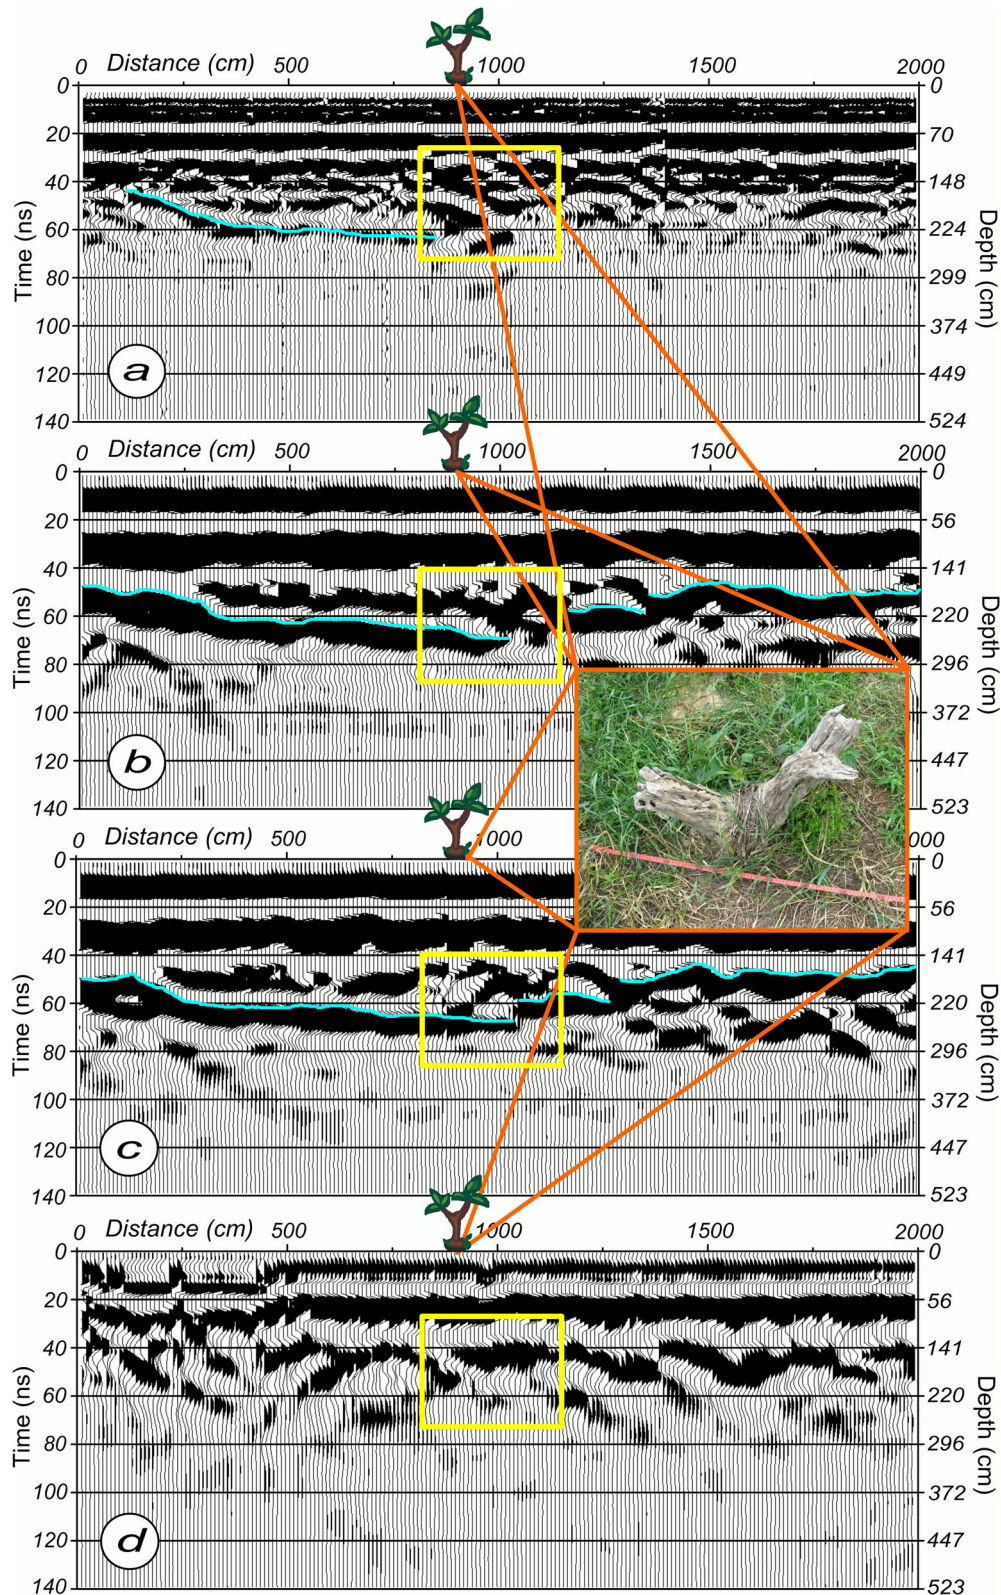 Distance (cm)
0 500 1000 1500 2000
0 0
20 70
40 148
60 224
80 299
100 374
120 449
140 524
Time (ns)
Depth (cm)
a
Distance (cm)
0 500 1000 1500 2000
0 0
20 56
40 141
60 220
80 296
100 372
120 447
140 523
Time (ns)
Depth (cm)
b
Distance (cm)
0 500 1000 000
0 0
20 56
40 141
60 220
80 296
100 372
120 447
140 523
Time (ns)
Depth (cm)
c
Distance (cm)
0 500 1000 1500 2000
0 0
20 56
40 141
60 220
80 296
100 372
120 447
140 523
Time (ns)
Depth (cm)
d